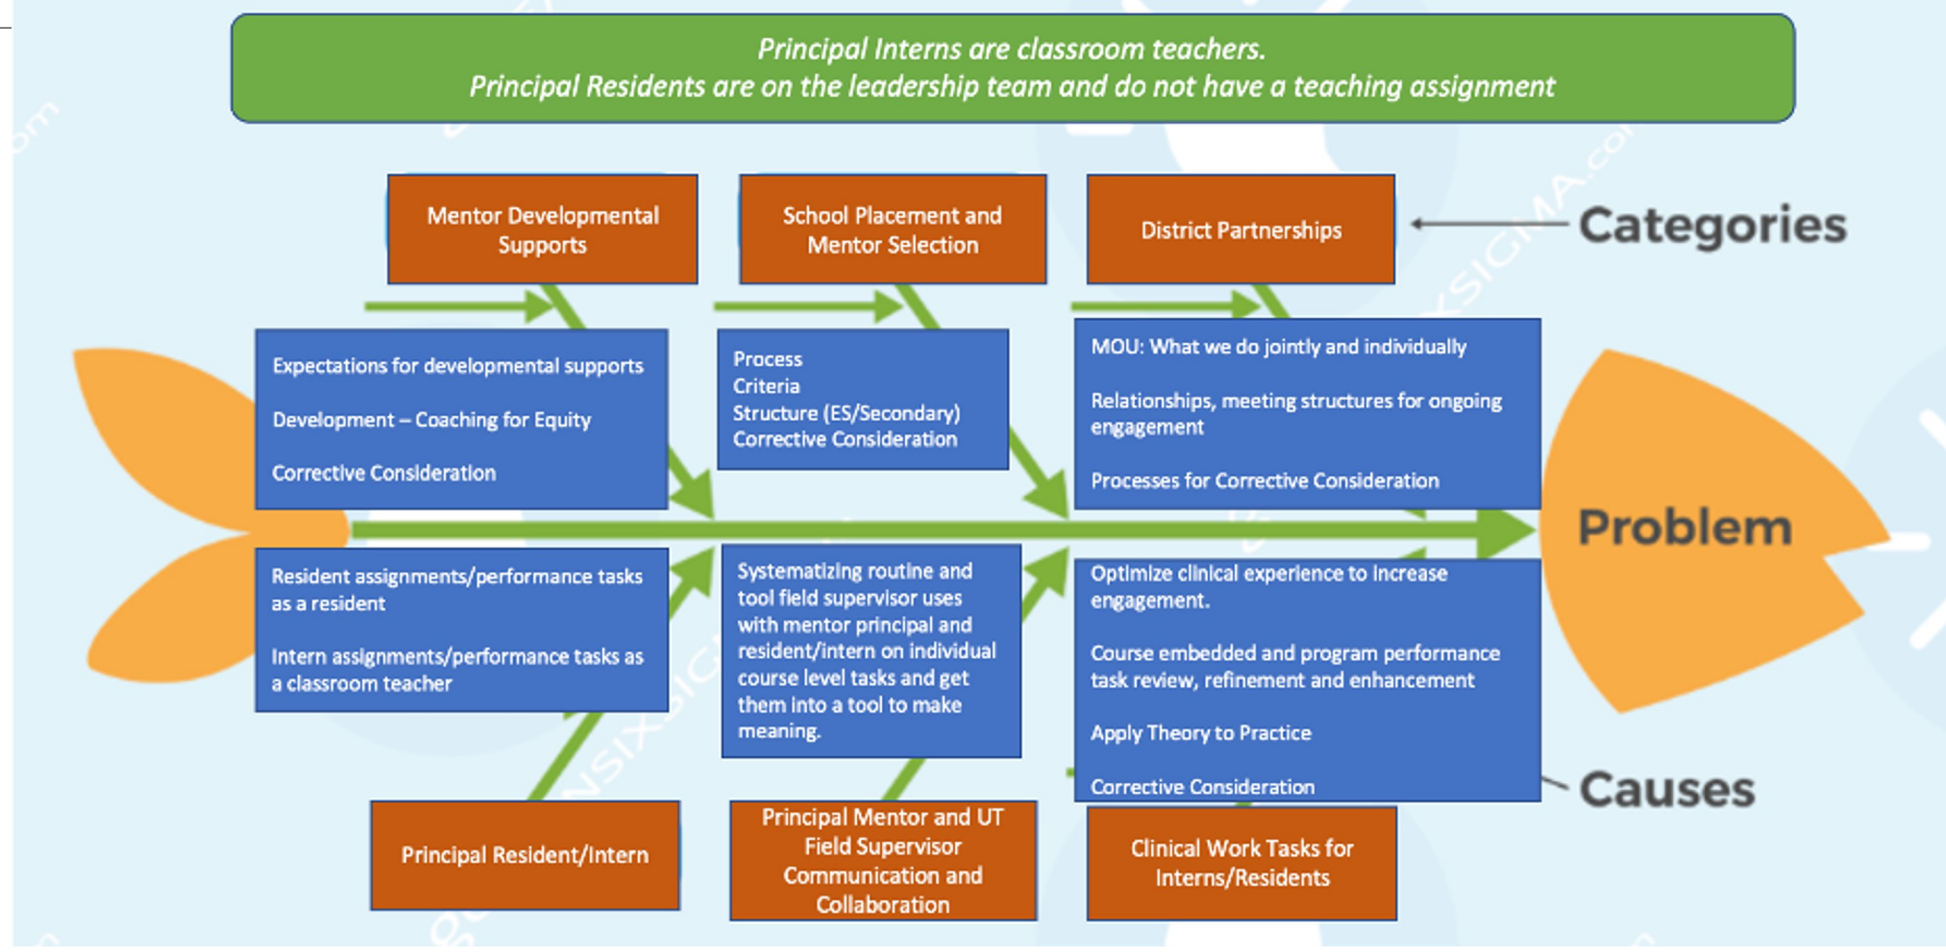 Principal Interns are classroom teachers.
Principal Residents are on the leadership team and do not have a teaching assignment
Mentor Developmental
Supports
School Placement and
Mentor Selection
District Partnerships
Categories
Expectations for developmental supports
Development – Coaching for Equity
Corrective Consideration
Process
Criteria
Structure (ES/Secondary)
Corrective Consideration
MOU: What we do jointly and individually
Relationships, meeting structures for ongoing
engagement
Processes for Corrective Consideration
Problem
Resident assignments/performance tasks
as a resident
Intern assignments/performance tasks as
a classroom teacher
Systematizing routine and
tool field supervisor uses
with mentor principal and
resident/intern on individual
course level tasks and get
them into a tool to make
meaning.
Optimize clinical experience to increase
engagement.
Course embedded and program performance
task review, refinement and enhancement
Apply Theory to Practice
Corrective Consideration
Causes
Principal Resident/Intern
Principal Mentor and UT
Field Supervisor
Communication and
Collaboration
Clinical Work Tasks for
Interns/Residents